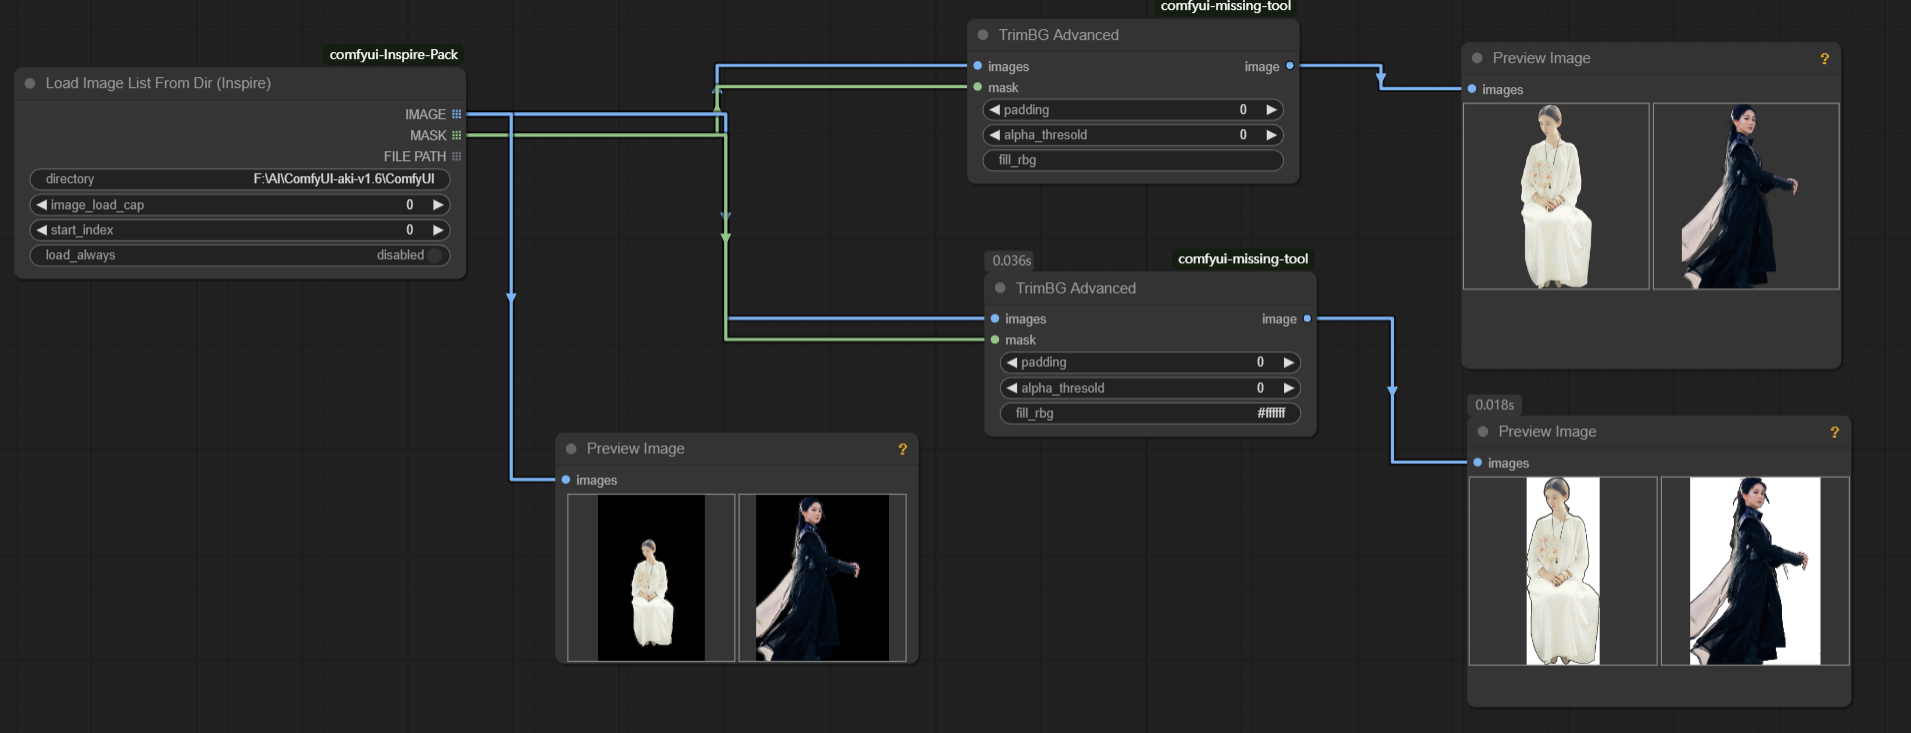 comfyui-Inspire-Pack
Load Image List From Dir (Inspire)
IMAGE
MASK
FILE PATH
directory F:\AI\ComfyUI-aki-v1.6\ComfyUI
image_load_cap 0
start_index 0
load_always disabled
comfyui-missing-tool
TrimBG Advanced
images image
mask
padding 0
alpha_thresold 0
fill_rbg
Preview Image ?
images
0.036s comfyui-missing-tool
TrimBG Advanced
images image
mask
padding 0
alpha_thresold 0
fill_rbg #ffffff
Preview Image ?
images
0.018s
Preview Image ?
images